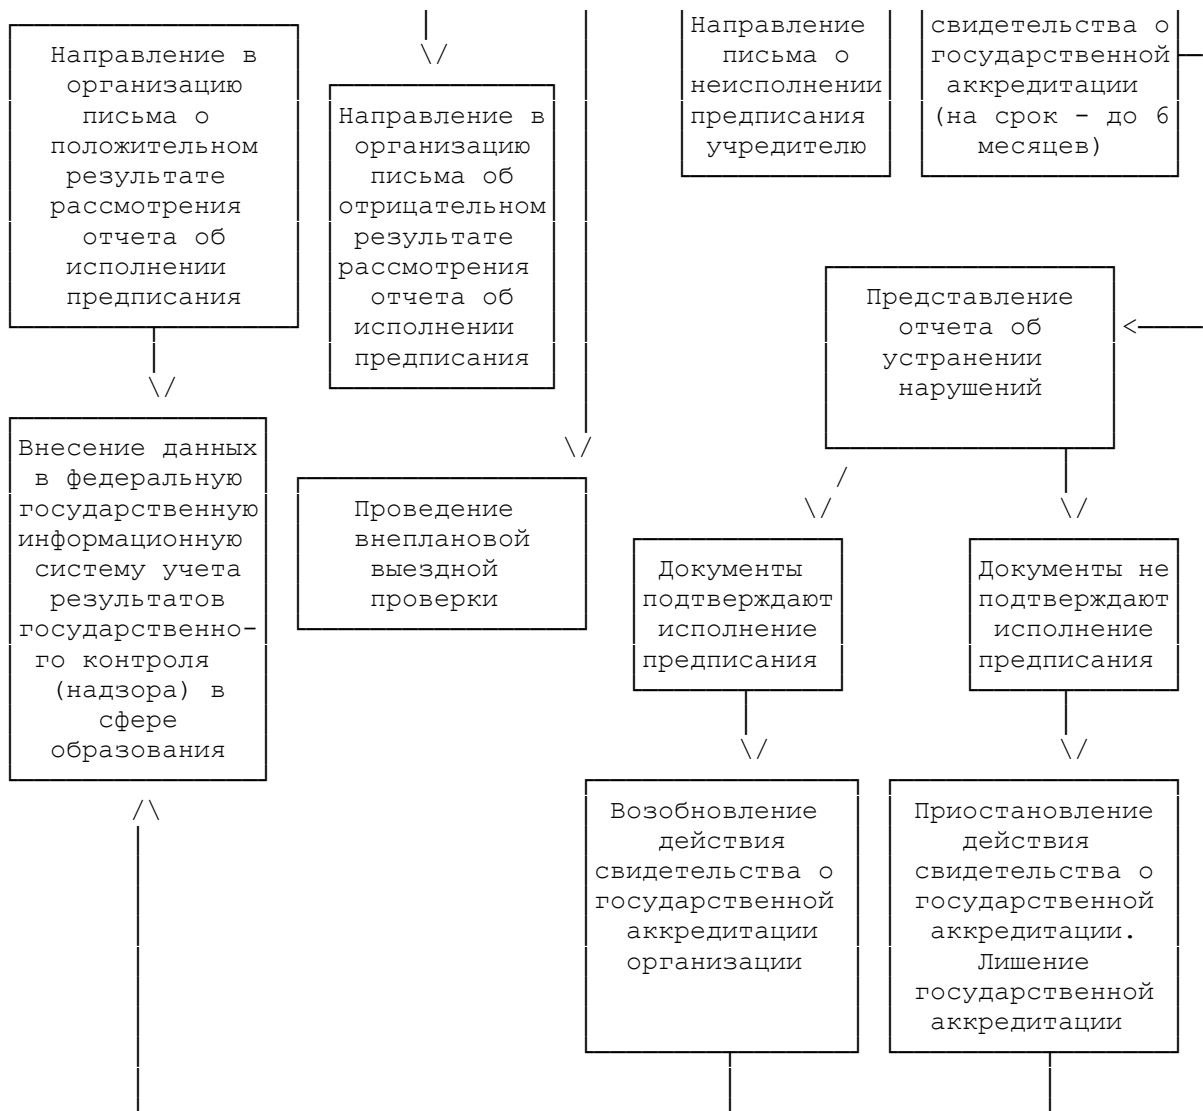 Направление в
организацию
письма о
положительном
результате
рассмотрения
отчета об
исполнении
предписания
Направление в
организацию
письма об
отрицательном
результате
рассмотрения
отчета об
исполнении
предписания
Направление
письма о
неисполнении
предписания
учредителю
свидетельства о
государственной
аккредитации
(на срок - до 6
месяцев)
Представление
отчета об
устранении
нарушений
Внесение данных
в федеральную
государственную
информационную
систему учета
результатов
государственно-
го контроля
(надзора) в
сфере
образования
Проведение
внеплановой
выездной
проверки
Документы
подтверждают
исполнение
предписания
Документы не
подтверждают
исполнение
предписания
Возобновление
действия
свидетельства о
государственной
аккредитации
организации
Приостановление
действия
свидетельства о
государственной
аккредитации.
Лишение
государственной
аккредитации